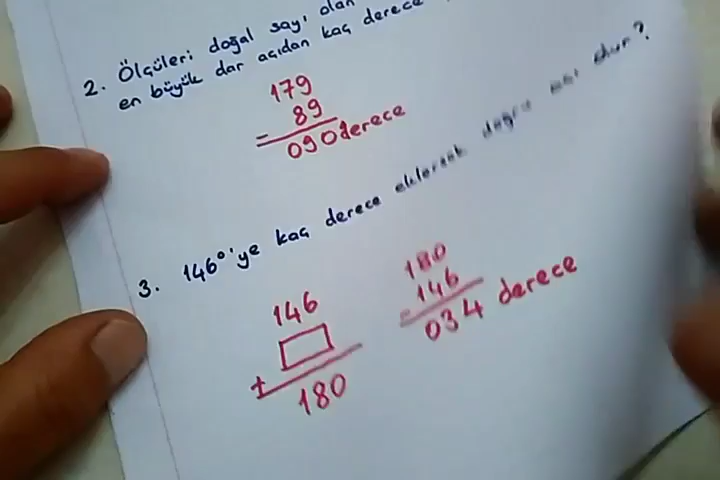 2. Ölçüleri doğal sayı olan
en büyük dar açıdan kaç derece
179
89
= 090 derece
3. 146°'ye kaç derece eklersek doğru açı olur?
146
+
180
180
- 146
034 derece